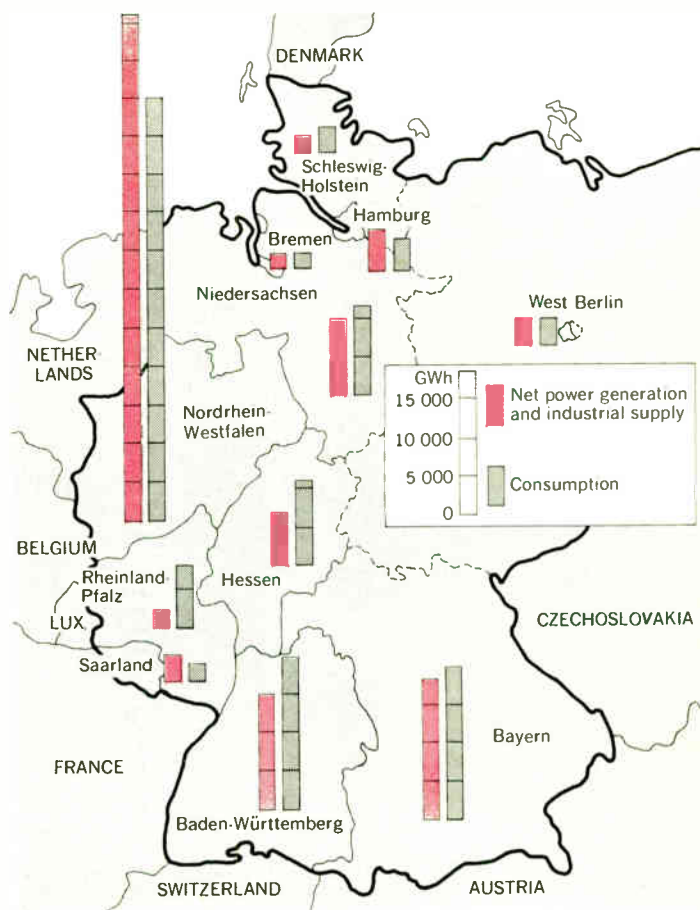 DENMARK
Schleswig-
Holstein
Hamburg
Bremen
Niedersachsen
West Berlin
NETHER-
LANDS
GWh
15 000
10 000
5 000
0
Net power generation
and industrial supply
Consumption
Nordrhein-
Westfalen
BELGIUM
Rheinland-
Pfalz
Hessen
LUX.
CZECHOSLOVAKIA
Saarland
Bayern
FRANCE
Baden-Württemberg
SWITZERLAND
AUSTRIA